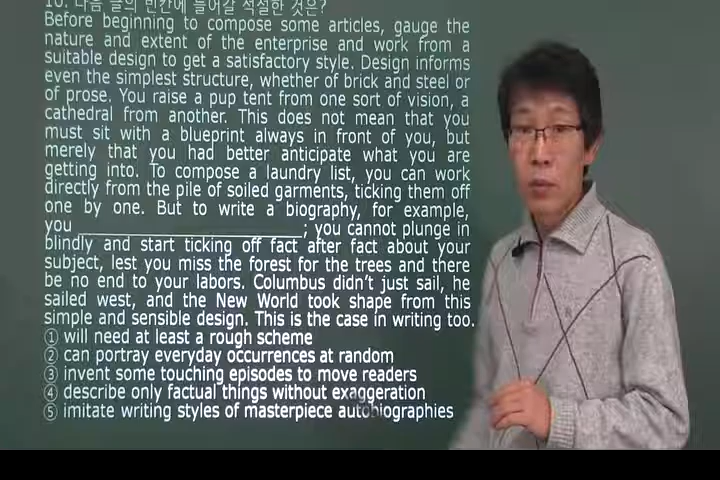 10. 다음 글의 빈칸에 들어갈 적절한 것은?
Before beginning to compose some articles, gauge the
nature and extent of the enterprise and work from a
suitable design to get a satisfactory style. Design informs
even the simplest structure, whether of brick and steel or
of prose. You raise a pup tent from one sort of vision, a
cathedral from another. This does not mean that you
must sit with a blueprint always in front of you, but
merely that you had better anticipate what you are
getting into. To compose a laundry list, you can work
directly from the pile of soiled garments, ticking them off
one by one. But to write a biography, for example,
you ______________________; you cannot plunge in
blindly and start ticking off fact after fact about your
subject, lest you miss the forest for the trees and there
be no end to your labors. Columbus didn't just sail, he
sailed west, and the New World took shape from this
simple and sensible design. This is the case in writing too.
① will need at least a rough scheme
② can portray everyday occurrences at random
③ invent some touching episodes to move readers
④ describe only factual things without exaggeration
⑤ imitate writing styles of masterpiece autobiographies